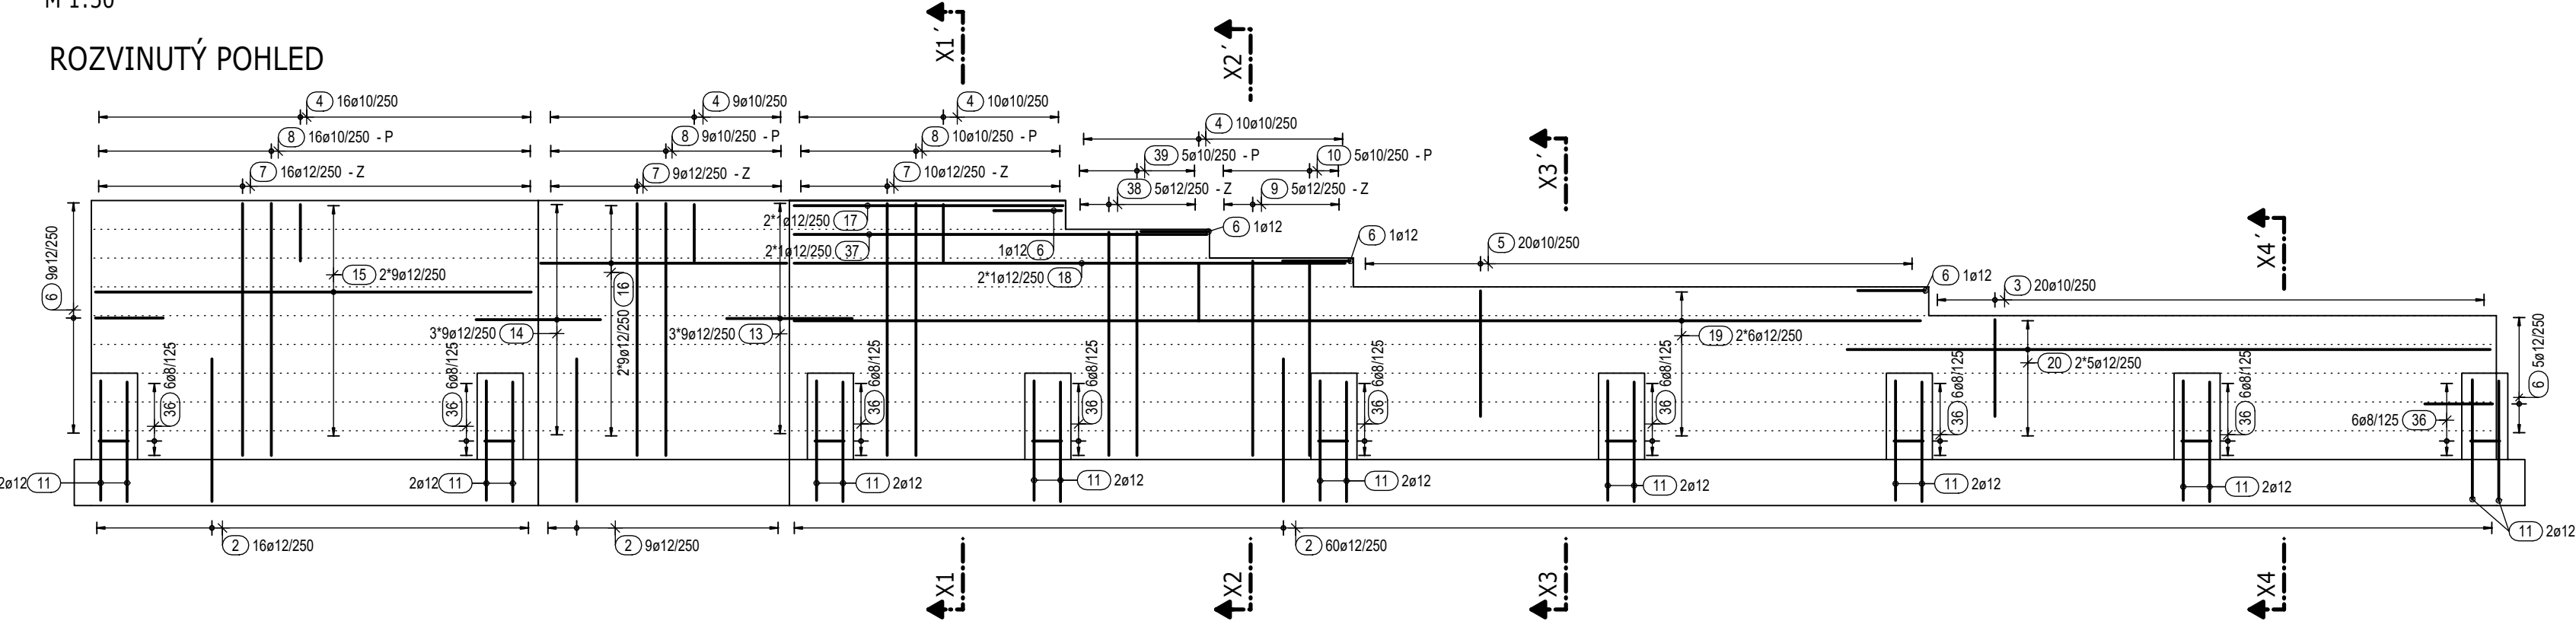 M 1:50
ROZVINUTÝ POHLED
X1´
X2´
X3´
X4´
4 16ø10/250
4 9ø10/250
4 10ø10/250
4 10ø10/250
8 16ø10/250 - P
8 9ø10/250 - P
8 10ø10/250 - P
39 5ø10/250 - P
10 5ø10/250 - P
7 16ø12/250 - Z
7 9ø12/250 - Z
7 10ø12/250 - Z
38 5ø12/250 - Z
9 5ø12/250 - Z
6 9ø12/250
2*1ø12/250 17
2*1ø12/250 37
1ø12 6
2*1ø12/250 18
6 1ø12
6 1ø12
5 20ø10/250
6 1ø12
3 20ø10/250
15 2*9ø12/250
2*9ø12/250 16
3*9ø12/250 14
3*9ø12/250 13
19 2*6ø12/250
20 2*5ø12/250
6 5ø12/250
36 6ø8/125
36 6ø8/125
36 6ø8/125
36 6ø8/125
36 6ø8/125
36 6ø8/125
36 6ø8/125
36 6ø8/125
6ø8/125 36
2ø12 11
2ø12 11
11 2ø12
11 2ø12
11 2ø12
11 2ø12
11 2ø12
11 2ø12
11 2ø12
2 16ø12/250
2 9ø12/250
2 60ø12/250
X1
X2
X3
X4